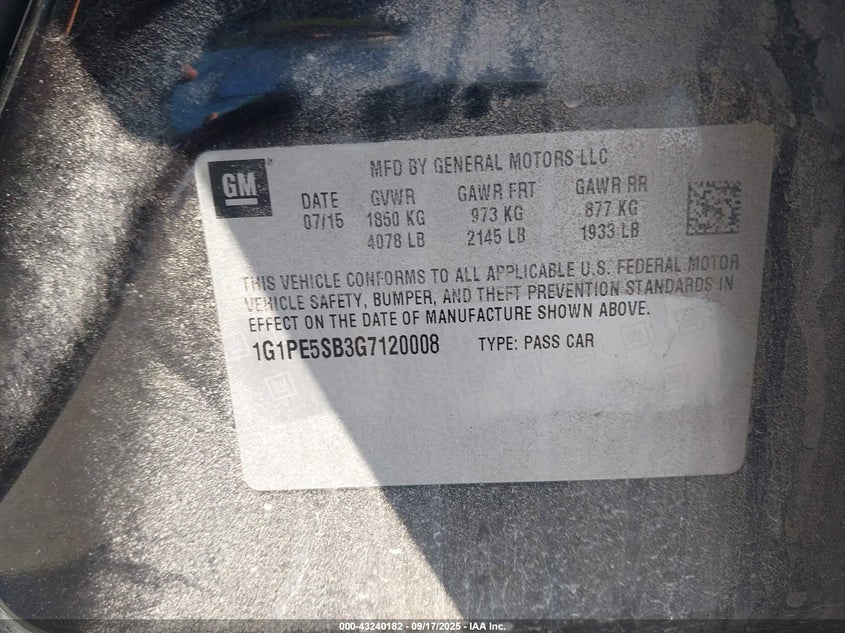 GM ®
MFD BY GENERAL MOTORS LLC
DATE GVWR GAWR FRT GAWR RR
07/15 1850 KG 973 KG 877 KG
4078 LB 2145 LB 1933 LB
THIS VEHICLE CONFORMS TO ALL APPLICABLE U.S. FEDERAL MOTOR
VEHICLE SAFETY, BUMPER, AND THEFT PREVENTION STANDARDS IN
EFFECT ON THE DATE OF MANUFACTURE SHOWN ABOVE.
1G1PE5SB3G7120008 TYPE: PASS CAR
000-43240182 - 09/17/2025 - IAA Inc.